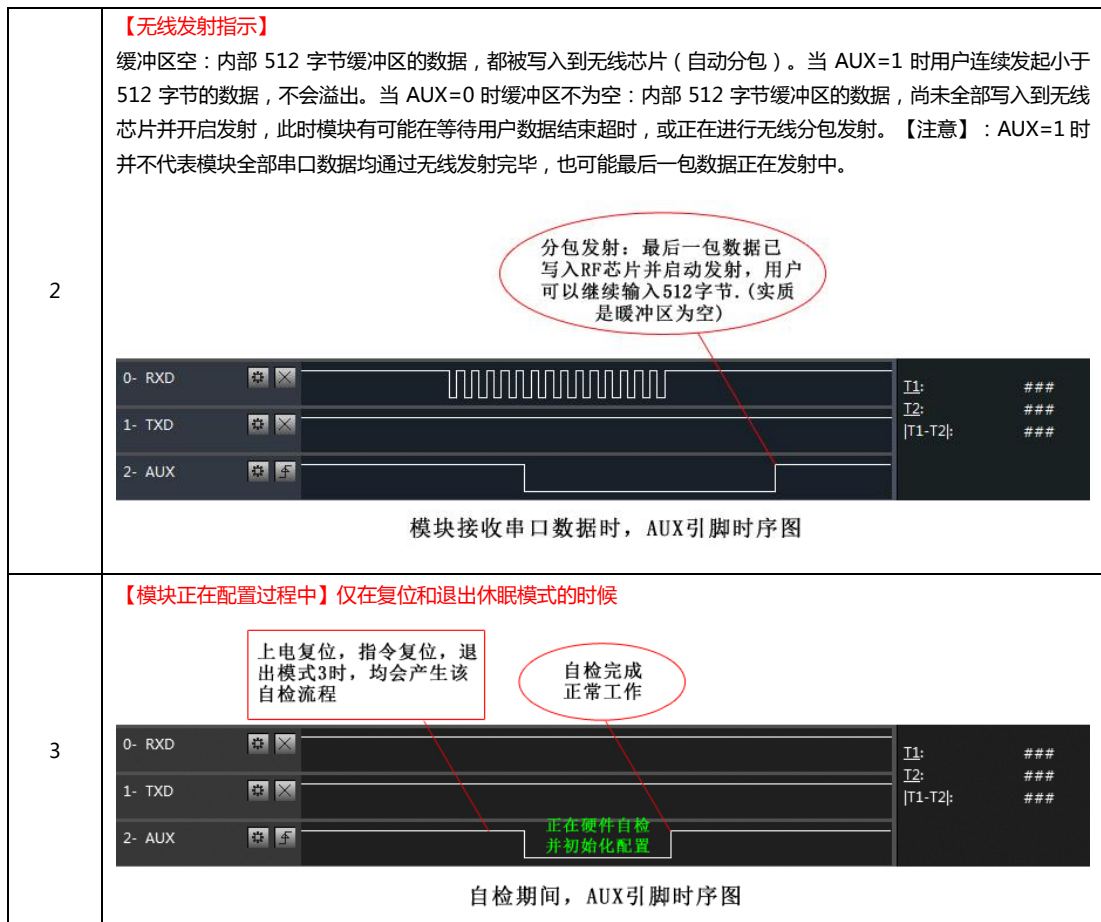 【无线发射指示】
缓冲区空：内部 512 字节缓冲区的数据，都被写入到无线芯片（自动分包）。当 AUX=1 时用户连续发起小于
512 字节的数据，不会溢出。当 AUX=0 时缓冲区不为空：内部 512 字节缓冲区的数据，尚未全部写入到无线
芯片并开启发射，此时模块有可能在等待用户数据结束超时，或正在进行无线分包发射。【注意】：AUX=1 时
并不代表模块全部串口数据均通过无线发射完毕，也可能最后一包数据正在发射中。
2
分包发射：最后一包数据已
写入RF芯片并启动发射，用户
可以继续输入512字节.(实质
是暖冲区为空)
0- RXD
1- TXD
2- AUX
T1: ###
T2: ###
|T1-T2|: ###
模块接收串口数据时，AUX引脚时序图
【模块正在配置过程中】仅在复位和退出休眠模式的时候
3
上电复位，指令复位，退
出模式3时，均会产生该
自检流程
自检完成
正常工作
0- RXD
1- TXD
2- AUX
正在硬件自检
并初始化配置
T1: ###
T2: ###
|T1-T2|: ###
自检期间，AUX引脚时序图